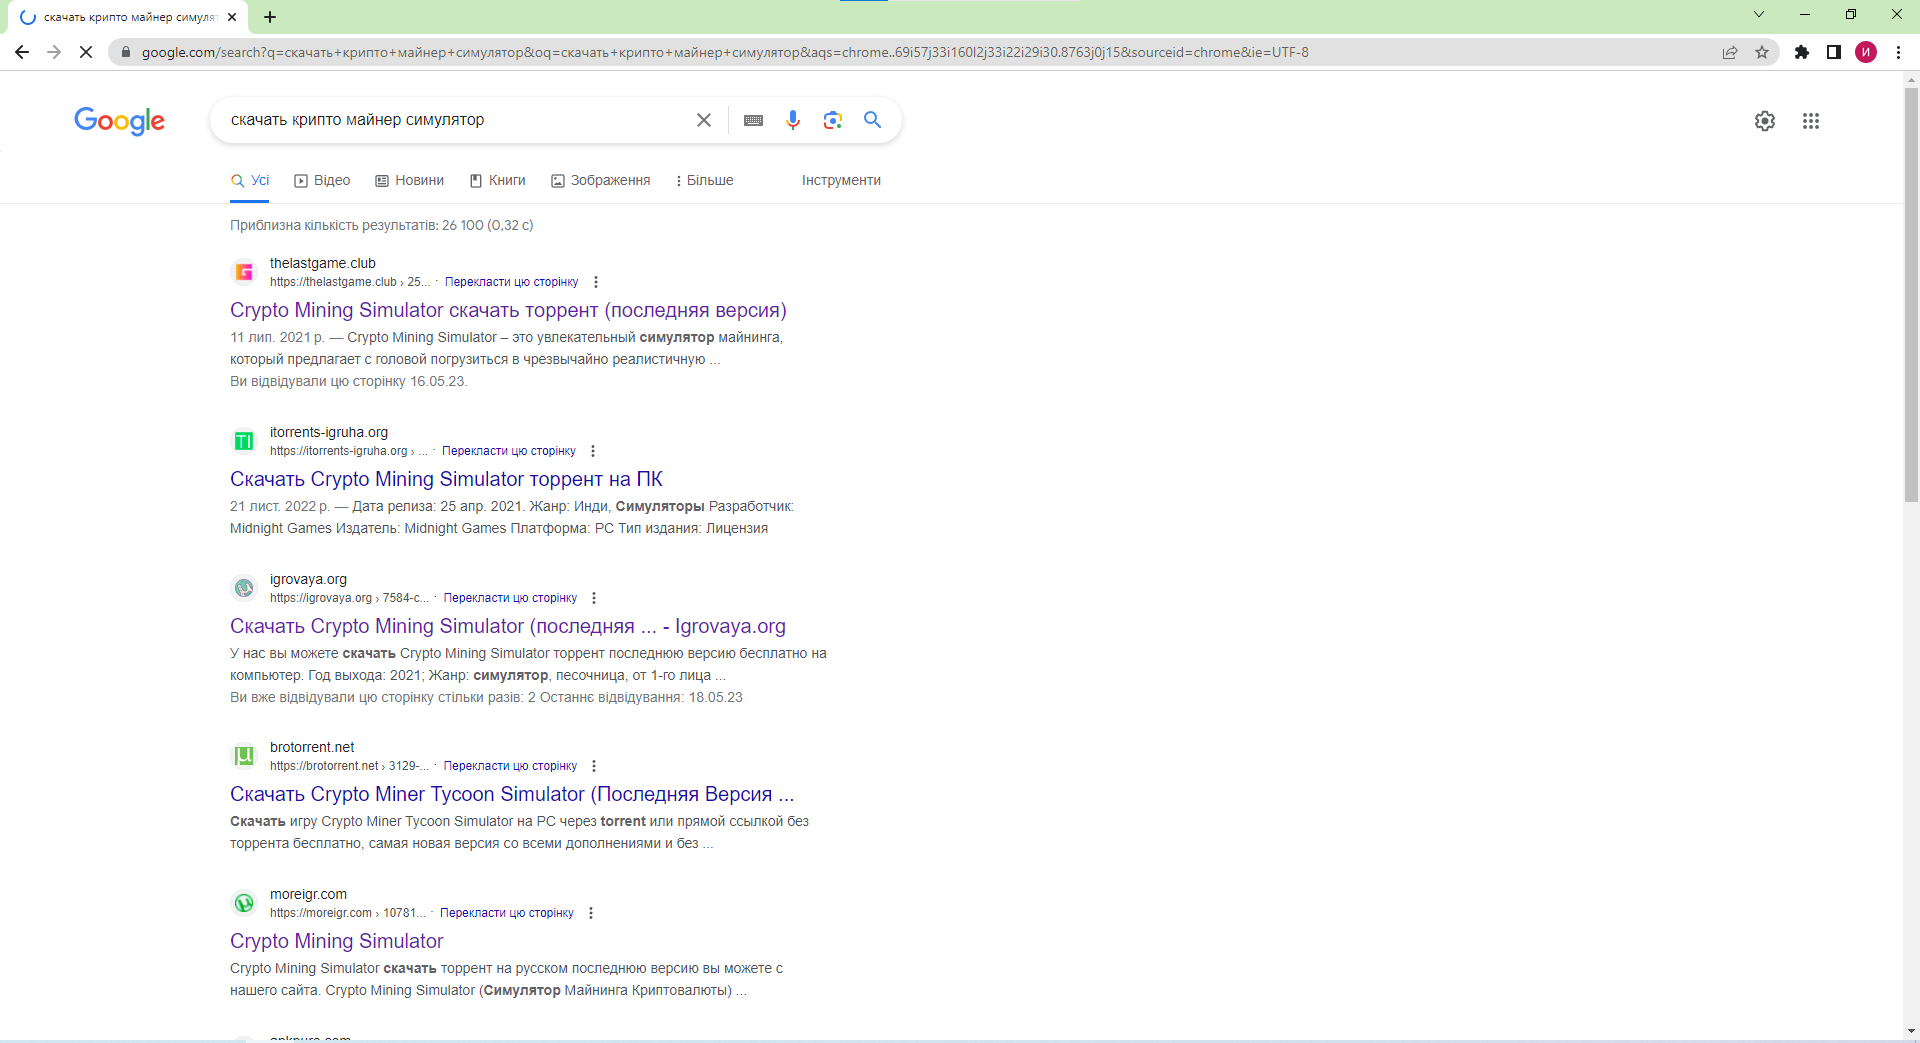 скачать крипто майнер симуля
google.com/search?q=скачать+крипто+майнер+симулятор&oq=скачать+крипто+майнер+симулятор&aqs=chrome..69i57j33i160l2j33i22i29i30.8763j0j15&sourceid=chrome&ie=UTF-8
И
Google
скачать крипто майнер симулятор
Усі Відео Новини Книги Зображення Більше Інструменти
Приблизна кількість результатів: 26 100 (0,32 с)
thelastgame.club
https://thelastgame.club › 25... · Перекласти цю сторінку
Crypto Mining Simulator скачать торрент (последняя версия)
11 лип. 2021 р. — Crypto Mining Simulator – это увлекательный симулятор майнинга,
который предлагает с головой погрузиться в чрезвычайно реалистичную ...
Ви відвідували цю сторінку 16.05.23.
TI
itorrents-igruha.org
https://itorrents-igruha.org › ... · Перекласти цю сторінку
Скачать Crypto Mining Simulator торрент на ПК
21 лист. 2022 р. — Дата релиза: 25 апр. 2021. Жанр: Инди, Симуляторы Разработчик:
Midnight Games Издатель: Midnight Games Платформа: PC Тип издания: Лицензия
igrovaya.org
https://igrovaya.org › 7584-c... · Перекласти цю сторінку
Скачать Crypto Mining Simulator (последняя ... - Igrovaya.org
У нас вы можете скачать Crypto Mining Simulator торрент последнюю версию бесплатно на
компьютер. Год выхода: 2021; Жанр: симулятор, песочница, от 1-го лица ...
Ви вже відвідували цю сторінку стільки разів: 2 Останнє відвідування: 18.05.23
brotorrent.net
https://brotorrent.net › 3129-... · Перекласти цю сторінку
Скачать Crypto Miner Tycoon Simulator (Последняя Версия ...
Скачать игру Crypto Miner Tycoon Simulator на PC через torrent или прямой ссылкой без
торрента бесплатно, самая новая версия со всеми дополнениями и без ...
moreigr.com
https://moreigr.com › 10781... · Перекласти цю сторінку
Crypto Mining Simulator
Crypto Mining Simulator скачать торрент на русском последнюю версию вы можете с
нашего сайта. Crypto Mining Simulator (Симулятор Майнинга Криптовалюты) ...